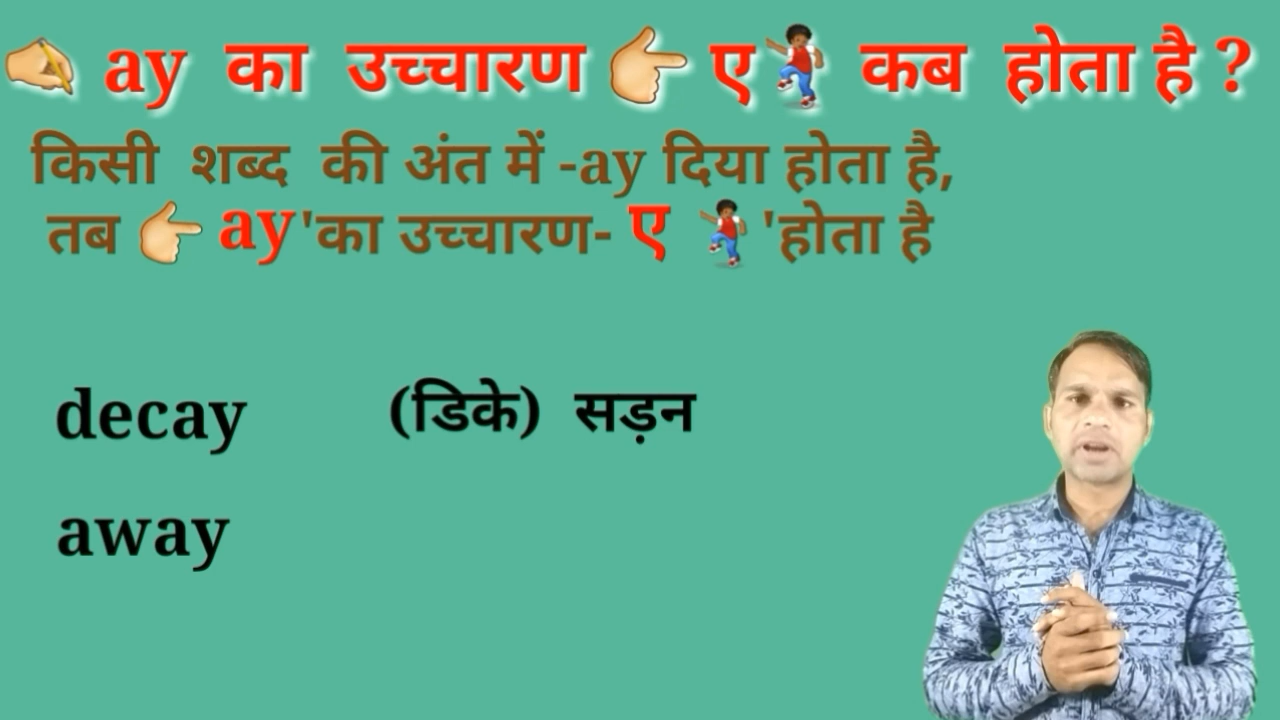 ay का उच्चारण ए कब होता है ?
किसी शब्द की अंत में -ay दिया होता है,
तब ay'का उच्चारण- ए 'होता है
decay (डिके) सड़न
away